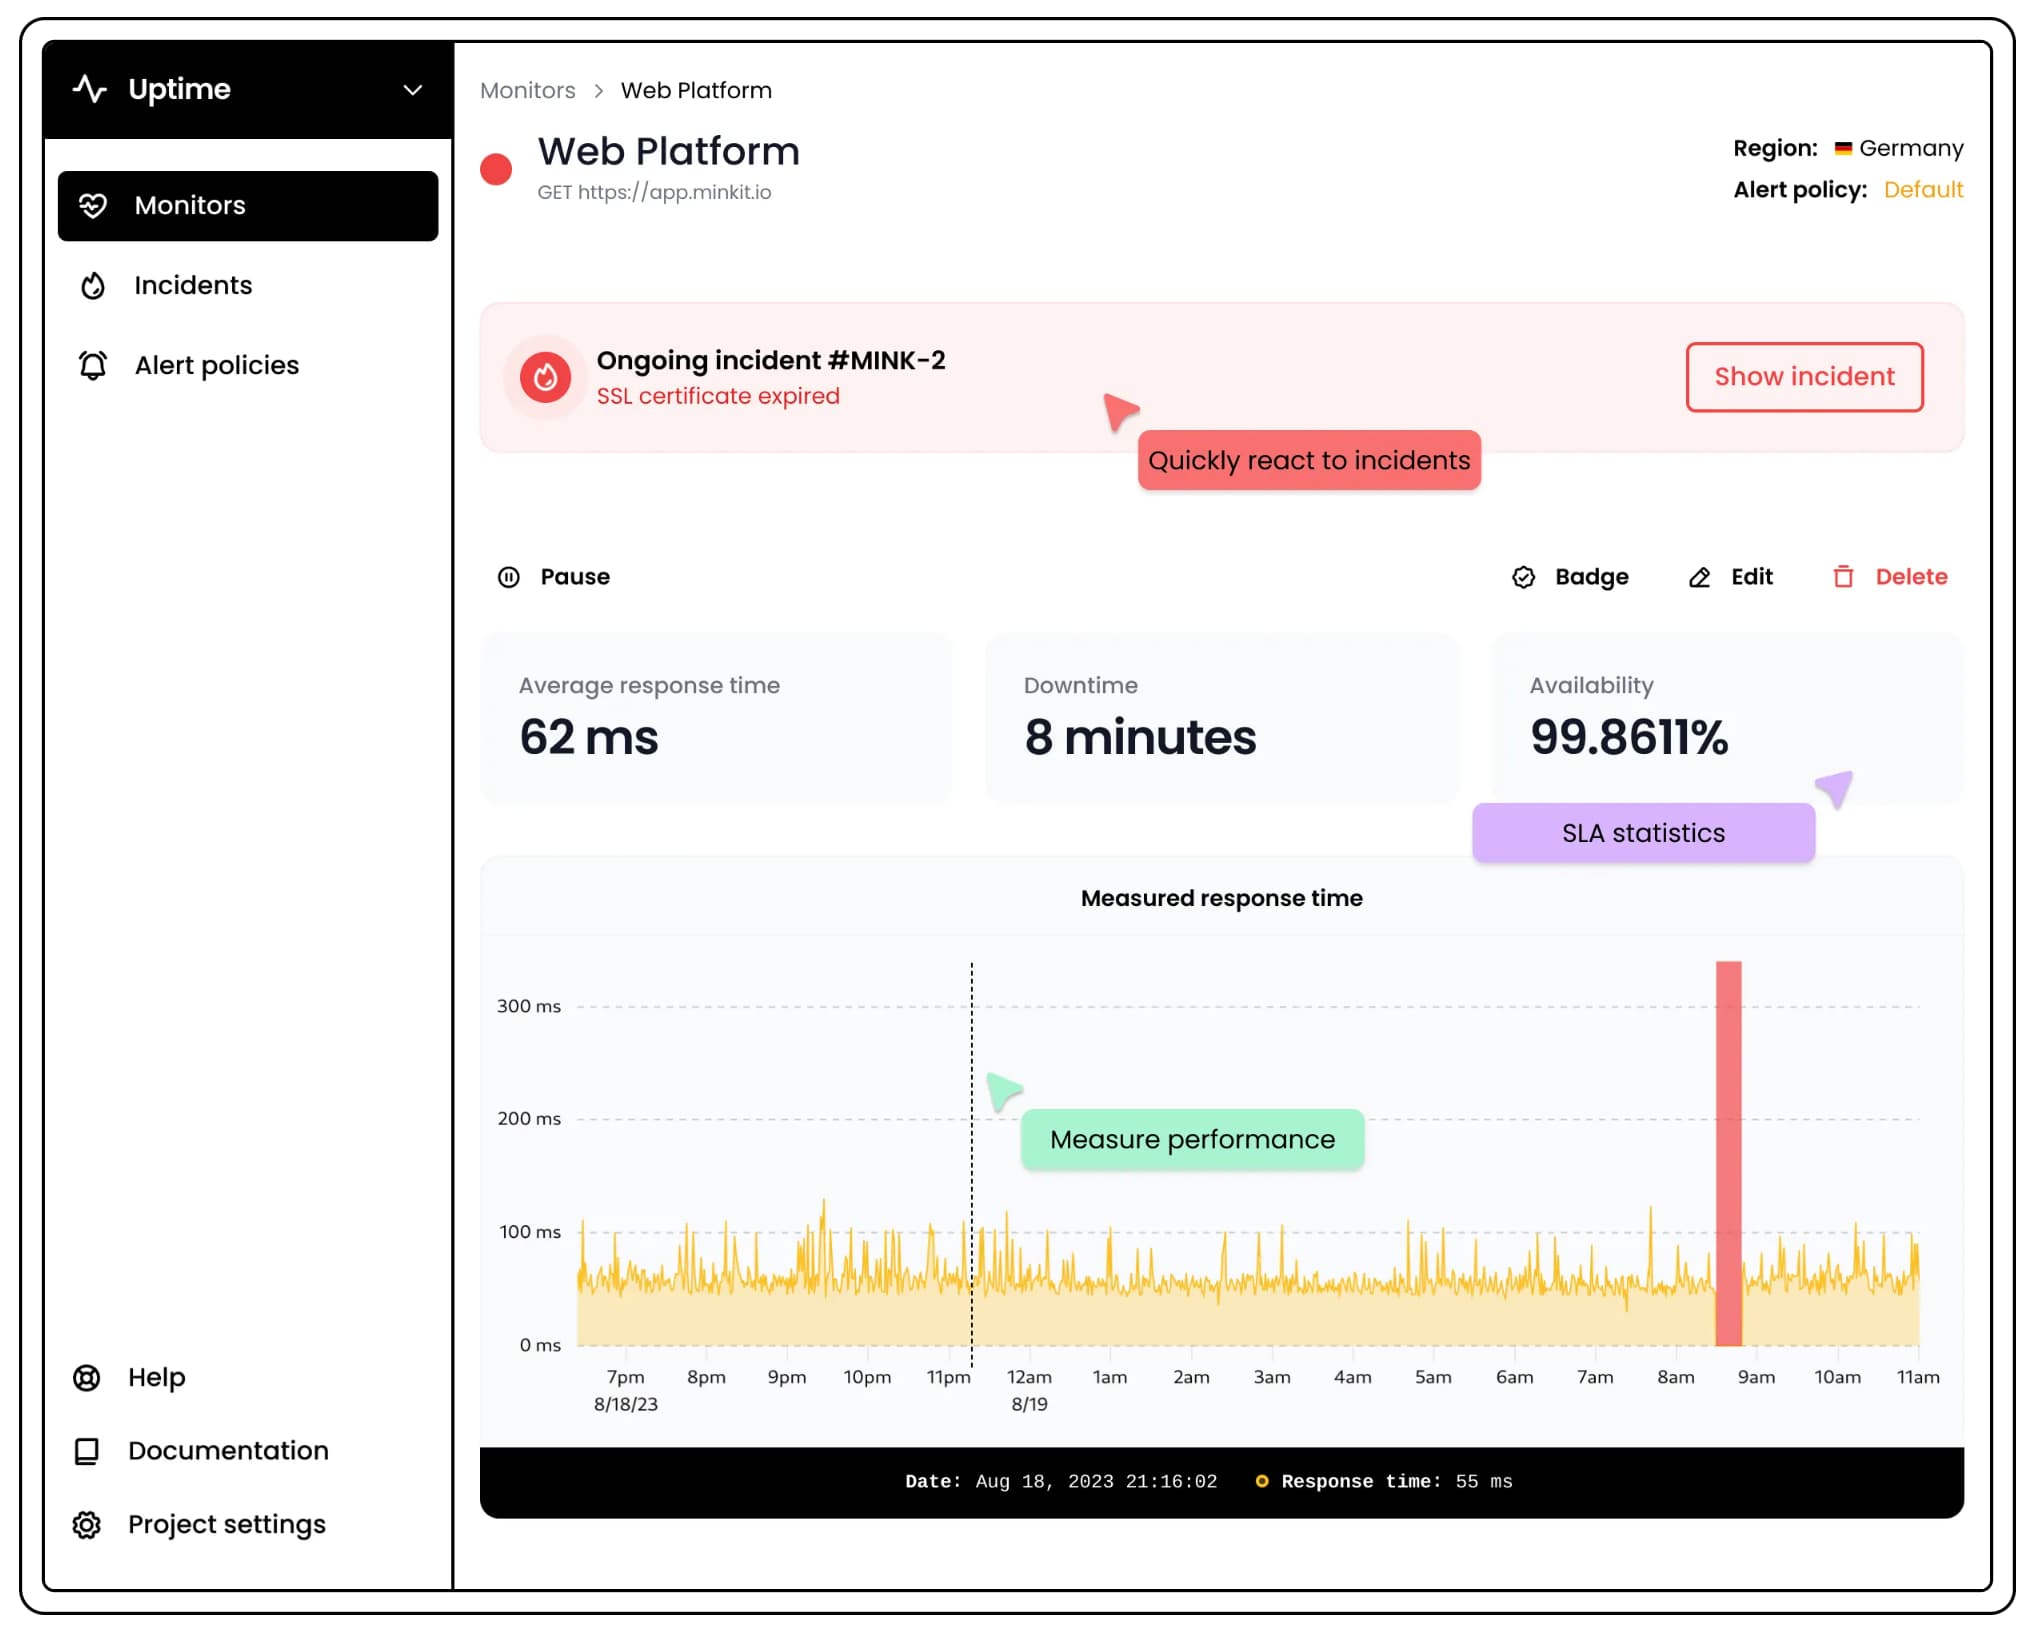 Uptime
Monitors
Incidents
Alert policies
Help
Documentation
Project settings
Monitors > Web Platform
Web Platform
GET https://app.minkit.io
Region: Germany
Alert policy: Default
Ongoing incident #MINK-2
SSL certificate expired
Show incident
Quickly react to incidents
Pause
Badge
Edit
Delete
Average response time
62 ms
Downtime
8 minutes
Availability
99.8611%
SLA statistics
Measured response time
300 ms
200 ms
100 ms
0 ms
Measure performance
7pm 8pm 9pm 10pm 11pm 12am 1am 2am 3am 4am 5am 6am 7am 8am 9am 10am 11am
8/18/23 8/19
Date: Aug 18, 2023 21:16:02 Response time: 55 ms